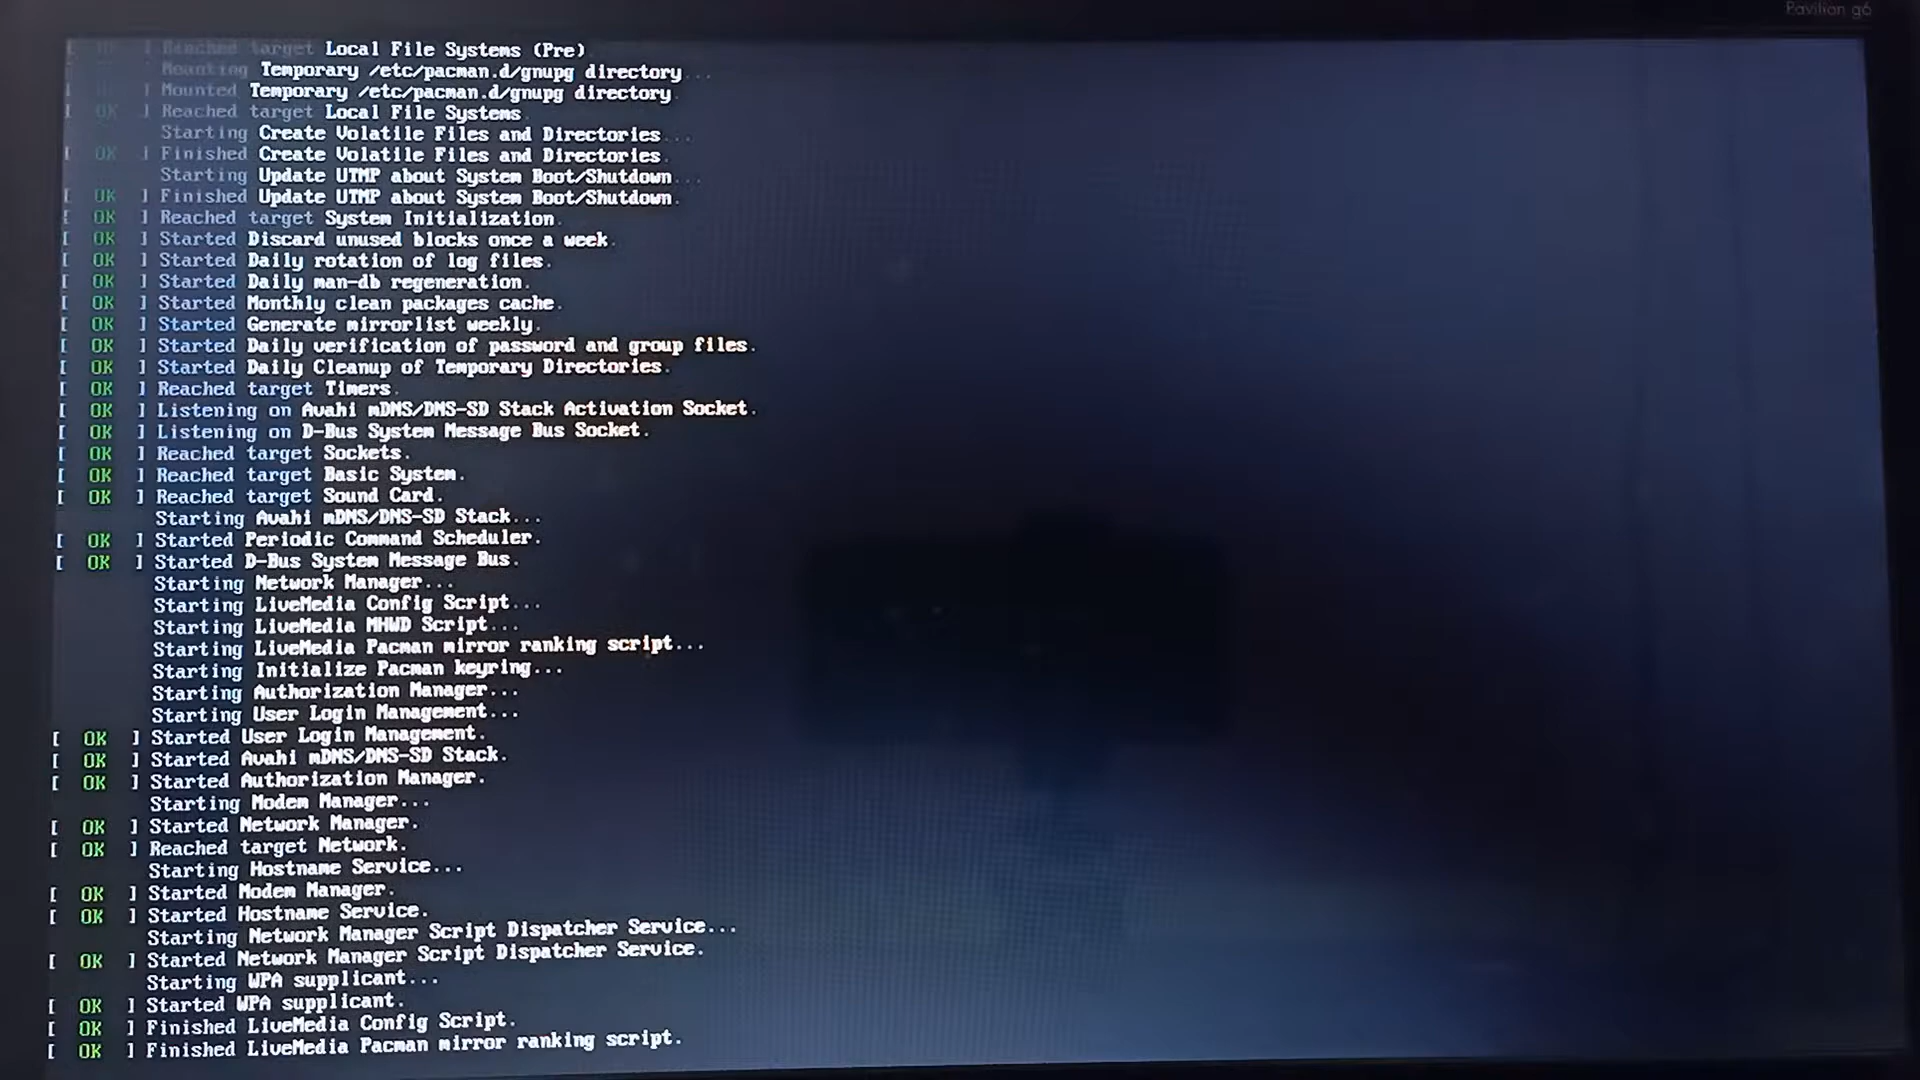 Pavilion g6
[ OK ] Reached target Local File Systems (Pre)
Mounting Temporary /etc/pacman.d/gnupg directory...
[ OK ] Mounted Temporary /etc/pacman.d/gnupg directory.
[ OK ] Reached target Local File Systems
Starting Create Volatile Files and Directories...
[ OK ] Finished Create Volatile Files and Directories.
Starting Update UTMP about System Boot/Shutdown...
[ OK ] Finished Update UTMP about System Boot/Shutdown.
[ OK ] Reached target System Initialization.
[ OK ] Started Discard unused blocks once a week.
[ OK ] Started Daily rotation of log files.
[ OK ] Started Daily man-db regeneration.
[ OK ] Started Monthly clean packages cache.
[ OK ] Started Generate mirrorlist weekly.
[ OK ] Started Daily verification of password and group files.
[ OK ] Started Daily Cleanup of Temporary Directories.
[ OK ] Reached target Timers.
[ OK ] Listening on Avahi mDNS/DNS-SD Stack Activation Socket.
[ OK ] Listening on D-Bus System Message Bus Socket.
[ OK ] Reached target Sockets.
[ OK ] Reached target Basic System.
[ OK ] Reached target Sound Card.
Starting Avahi mDNS/DNS-SD Stack...
[ OK ] Started Periodic Command Scheduler.
[ OK ] Started D-Bus System Message Bus.
Starting Network Manager...
Starting LiveMedia Config Script...
Starting LiveMedia MHWD Script...
Starting LiveMedia Pacman mirror ranking script...
Starting Initialize Pacman keyring...
Starting Authorization Manager...
Starting User Login Management...
[ OK ] Started User Login Management.
[ OK ] Started Avahi mDNS/DNS-SD Stack.
[ OK ] Started Authorization Manager.
Starting Modem Manager...
[ OK ] Started Network Manager.
[ OK ] Reached target Network.
Starting Hostname Service...
[ OK ] Started Modem Manager.
[ OK ] Started Hostname Service.
Starting Network Manager Script Dispatcher Service...
[ OK ] Started Network Manager Script Dispatcher Service.
Starting WPA supplicant...
[ OK ] Started WPA supplicant.
[ OK ] Finished LiveMedia Config Script.
[ OK ] Finished LiveMedia Pacman mirror ranking script.